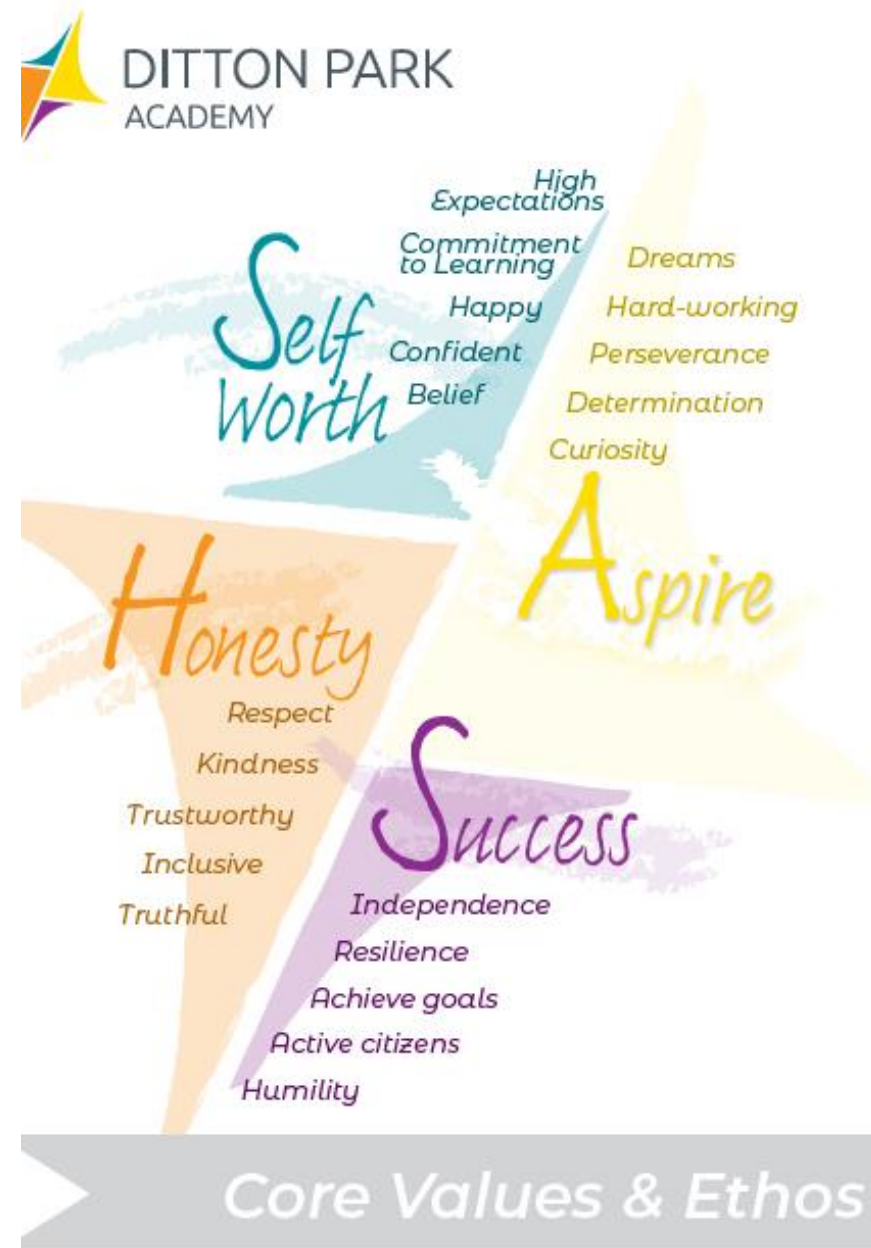 DITTON PARK
ACADEMY
High
Expectations
Commitment
to Learning
Happy
Confident
Belief
Self
Worth
Dreams
Hard-working
Perseverance
Determination
Curiosity
Aspire
Honesty
Respect
Kindness
Trustworthy
Inclusive
Truthful
Success
Independence
Resilience
Achieve goals
Active citizens
Humility
Core Values & Ethos